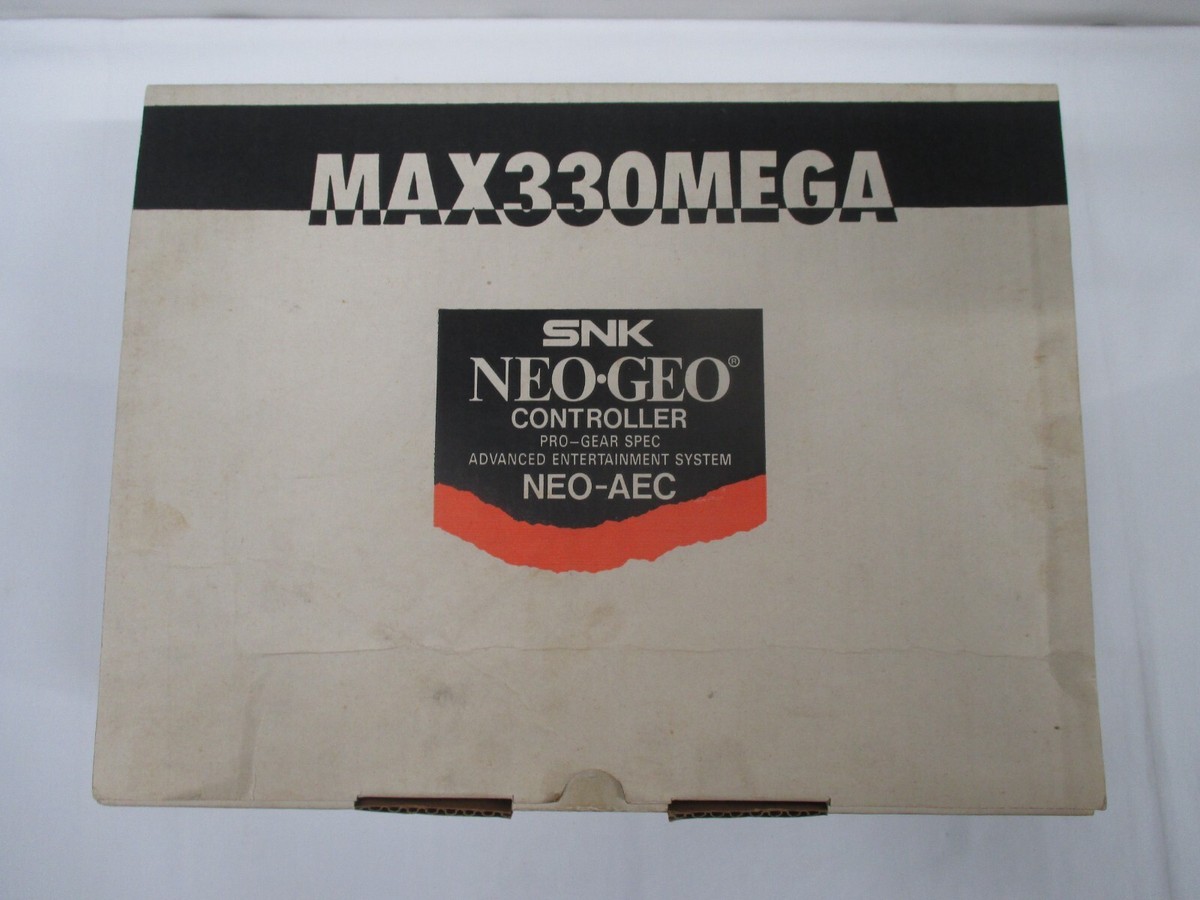 MAX330MEGA
SNK
NEO·GEO®
CONTROLLER
PRO-GEAR SPEC
ADVANCED ENTERTAINMENT SYSTEM
NEO-AEC